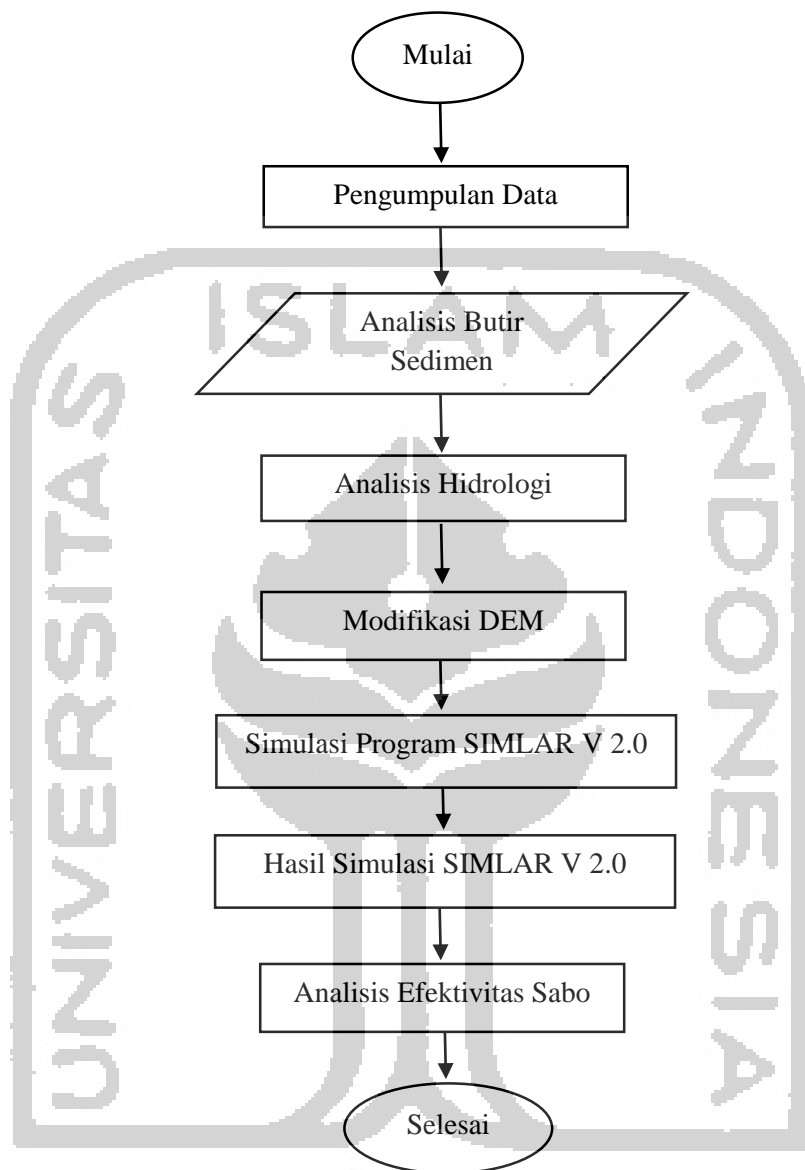 Mulai
Pengumpulan Data
ISLAM
Analisis Butir
Sedimen
UNIVERSITAS
INDONESIA
Analisis Hidrologi
Modifikasi DEM
Simulasi Program SIMLAR V 2.0
Hasil Simulasi SIMLAR V 2.0
Analisis Efektivitas Sabo
Selesai